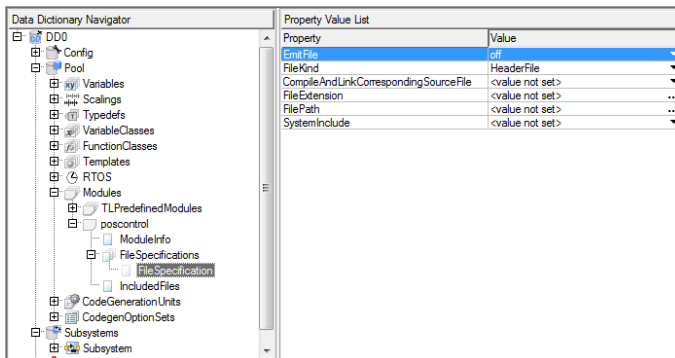 Data Dictionary Navigator
DD0
Config
Pool
Variables
Scalings
Typedefs
VariableClasses
FunctionClasses
Templates
RTOS
Modules
TLPredefinedModules
poscontrol
ModuleInfo
FileSpecifications
FileSpecification
IncludedFiles
CodeGenerationUnits
CodegenOptionSets
Subsystems
Subsystem
Property Value List
Property Value
EmitFile off
FileKind HeaderFile
CompileAndLinkCorrespondingSourceFile <value not set>
FileExtension <value not set> ...
FilePath <value not set> ...
SystemInclude <value not set>